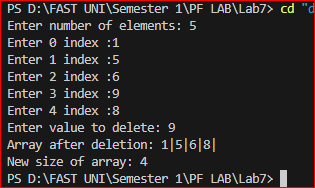 PS D:\FAST UNI\Semester 1\PF LAB\Lab7> cd "d
Enter number of elements: 5
Enter 0 index :1
Enter 1 index :5
Enter 2 index :6
Enter 3 index :9
Enter 4 index :8
Enter value to delete: 9
Array after deletion: 1|5|6|8|
New size of array: 4
PS D:\FAST UNI\Semester 1\PF LAB\Lab7>